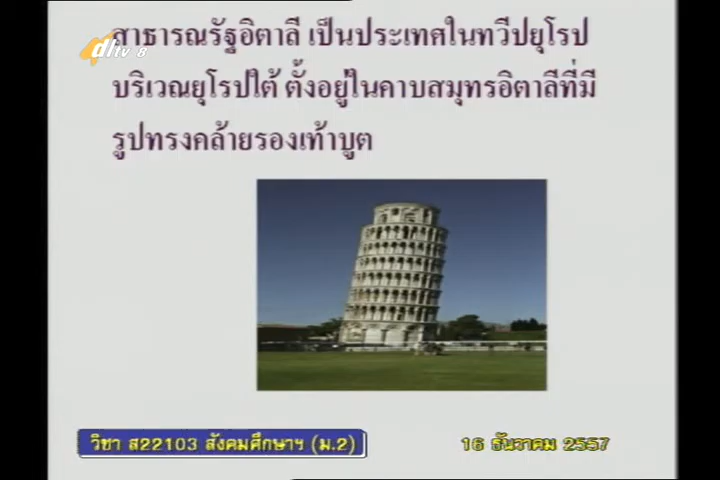 สาธารณรัฐอิตาลี เป็นประเทศในทวีปยุโรป
dltv 8
บริเวณยุโรปใต้ ตั้งอยู่ในคาบสมุทรอิตาลีที่มี
รูปทรงคล้ายรองเท้าบูต
วิชา ส22103 สังคมศึกษาฯ (ม.2)
16 ธันวาคม 2557